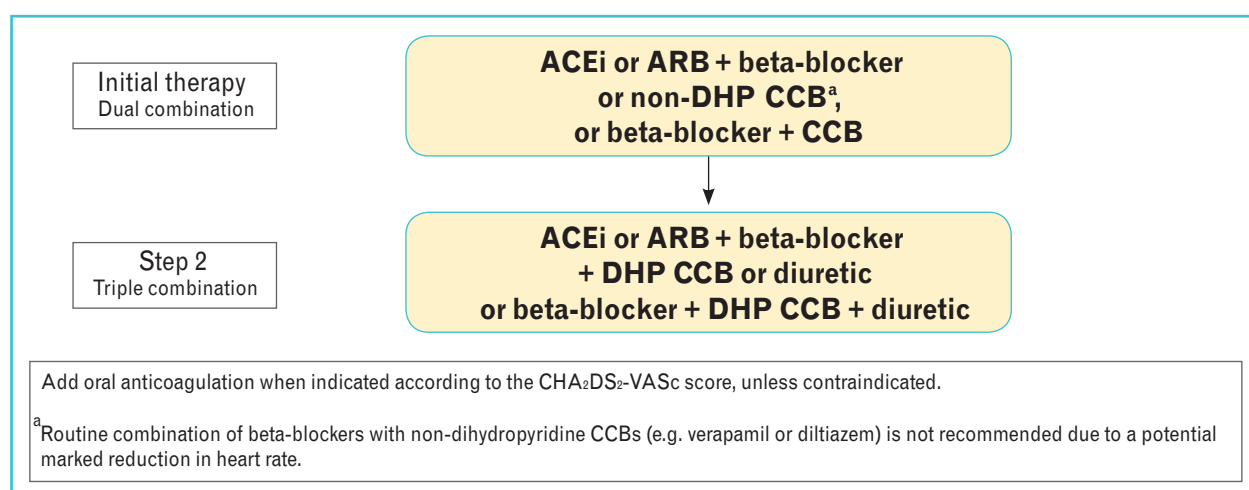 Initial therapy
Dual combination
ACEi or ARB + beta-blocker
or non-DHP CCBᵃ,
or beta-blocker + CCB
Step 2
Triple combination
ACEi or ARB + beta-blocker
+ DHP CCB or diuretic
or beta-blocker + DHP CCB + diuretic
Add oral anticoagulation when indicated according to the CHA₂DS₂-VASc score, unless contraindicated.
ᵃRoutine combination of beta-blockers with non-dihydropyridine CCBs (e.g. verapamil or diltiazem) is not recommended due to a potential
marked reduction in heart rate.